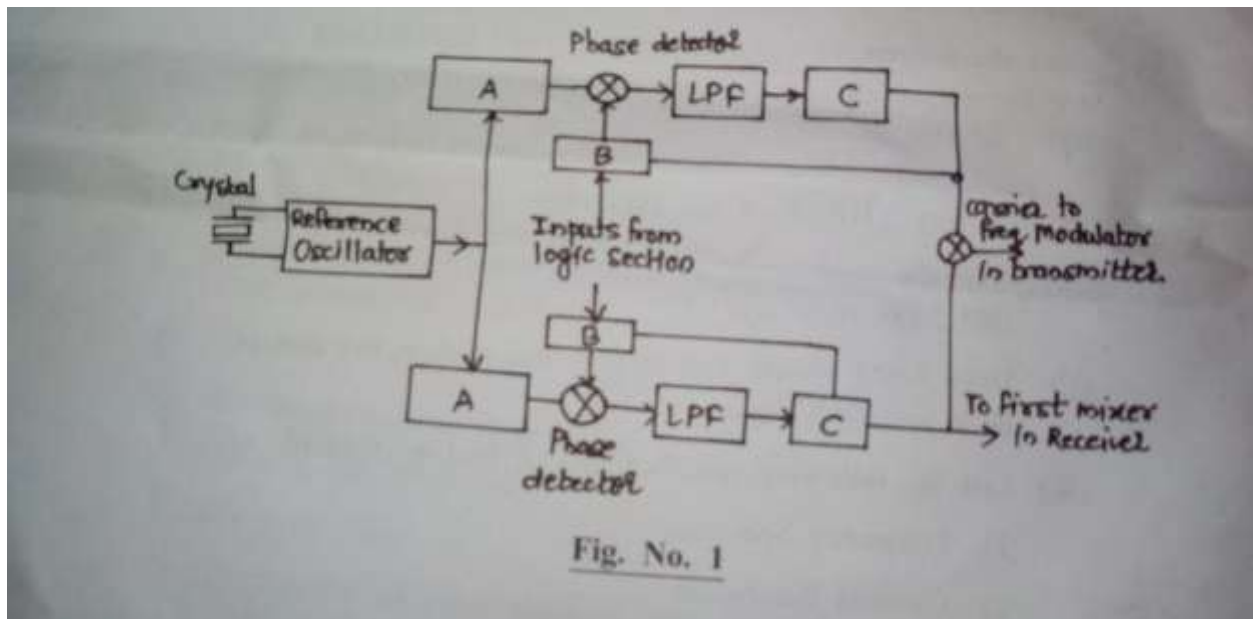 Phase detector
A
LPF
C
B
Crystal
Reference
Oscillator
Inputs from
logic section
carrier to
freq modulator
in transmitter
B
A
LPF
C
Phase
detector
To first mixer
in Receiver
Fig. No. 1